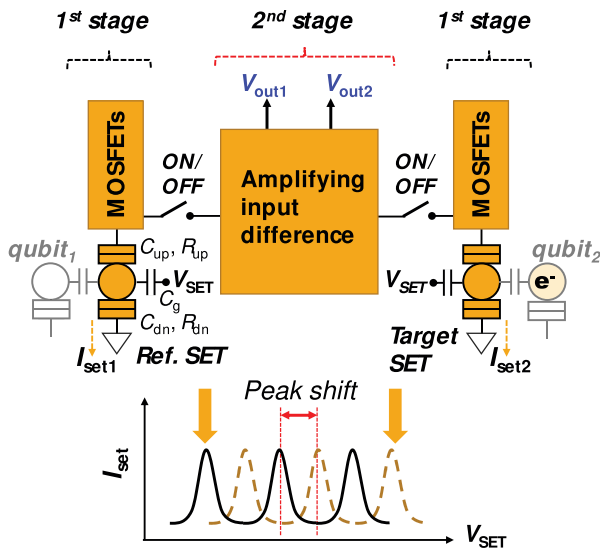 1st stage
2nd stage
1st stage
Vout1
Vout2
MOSFETs
ON/
OFF
Amplifying
input
difference
ON/
OFF
MOSFETs
qubit1
Cup, Rup
VSET
Cg
Cdn, Rdn
VSET
qubit2
e-
Iset1
Ref. SET
Target
SET
Iset2
Peak shift
Iset
VSET